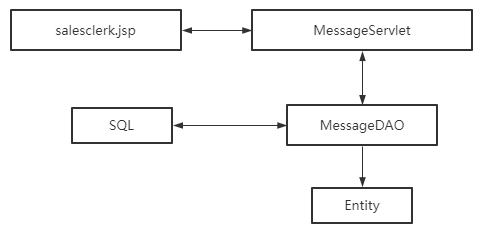 salesclerk.jsp
MessageServlet
SQL
MessageDAO
Entity